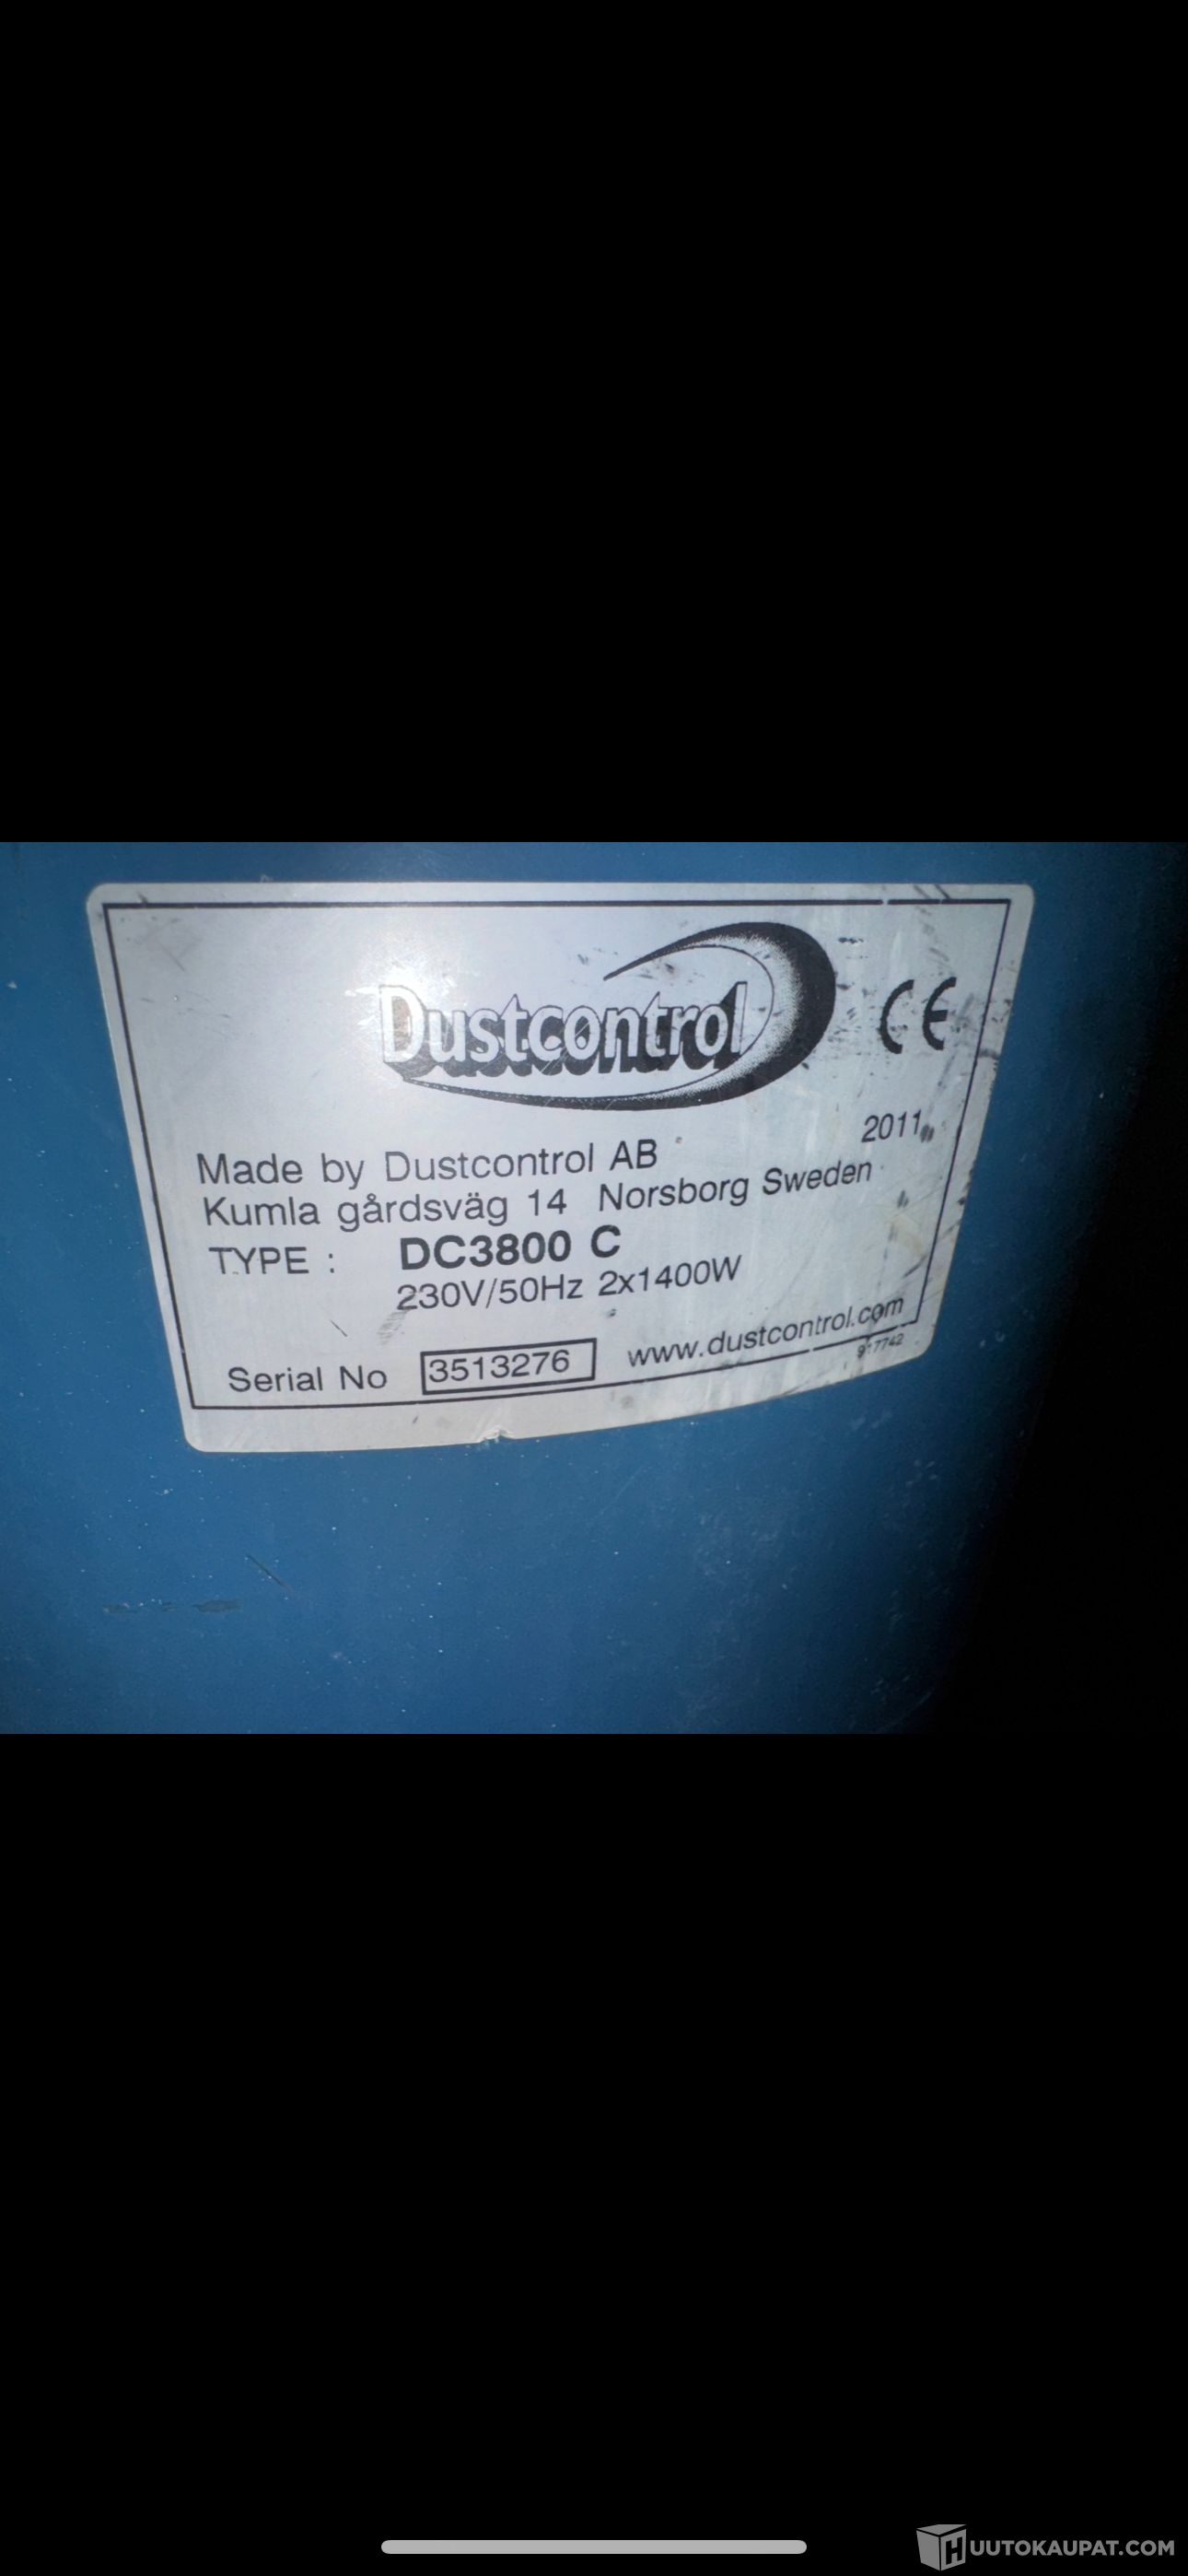 Dustcontrol
CE
2011
Made by Dustcontrol AB
Kumla gårdsväg 14 Norsborg Sweden
TYPE : DC3800 C
230V/50Hz 2x1400W
Serial No 3513276 www.dustcontrol.com
917742
HUUTOKAUPAT.COM